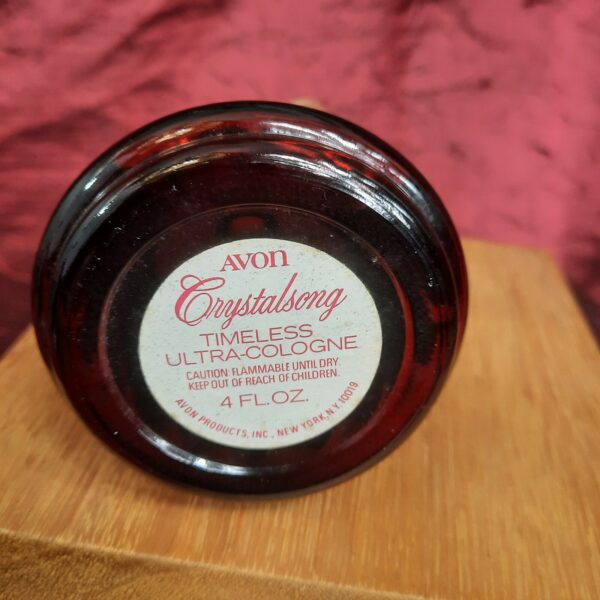 AVON
Crystalsong
TIMELESS
ULTRA-COLOGNE
CAUTION: FLAMMABLE UNTIL DRY.
KEEP OUT OF REACH OF CHILDREN.
4 FL.OZ.
AVON PRODUCTS, INC., NEW YORK, NY 10019